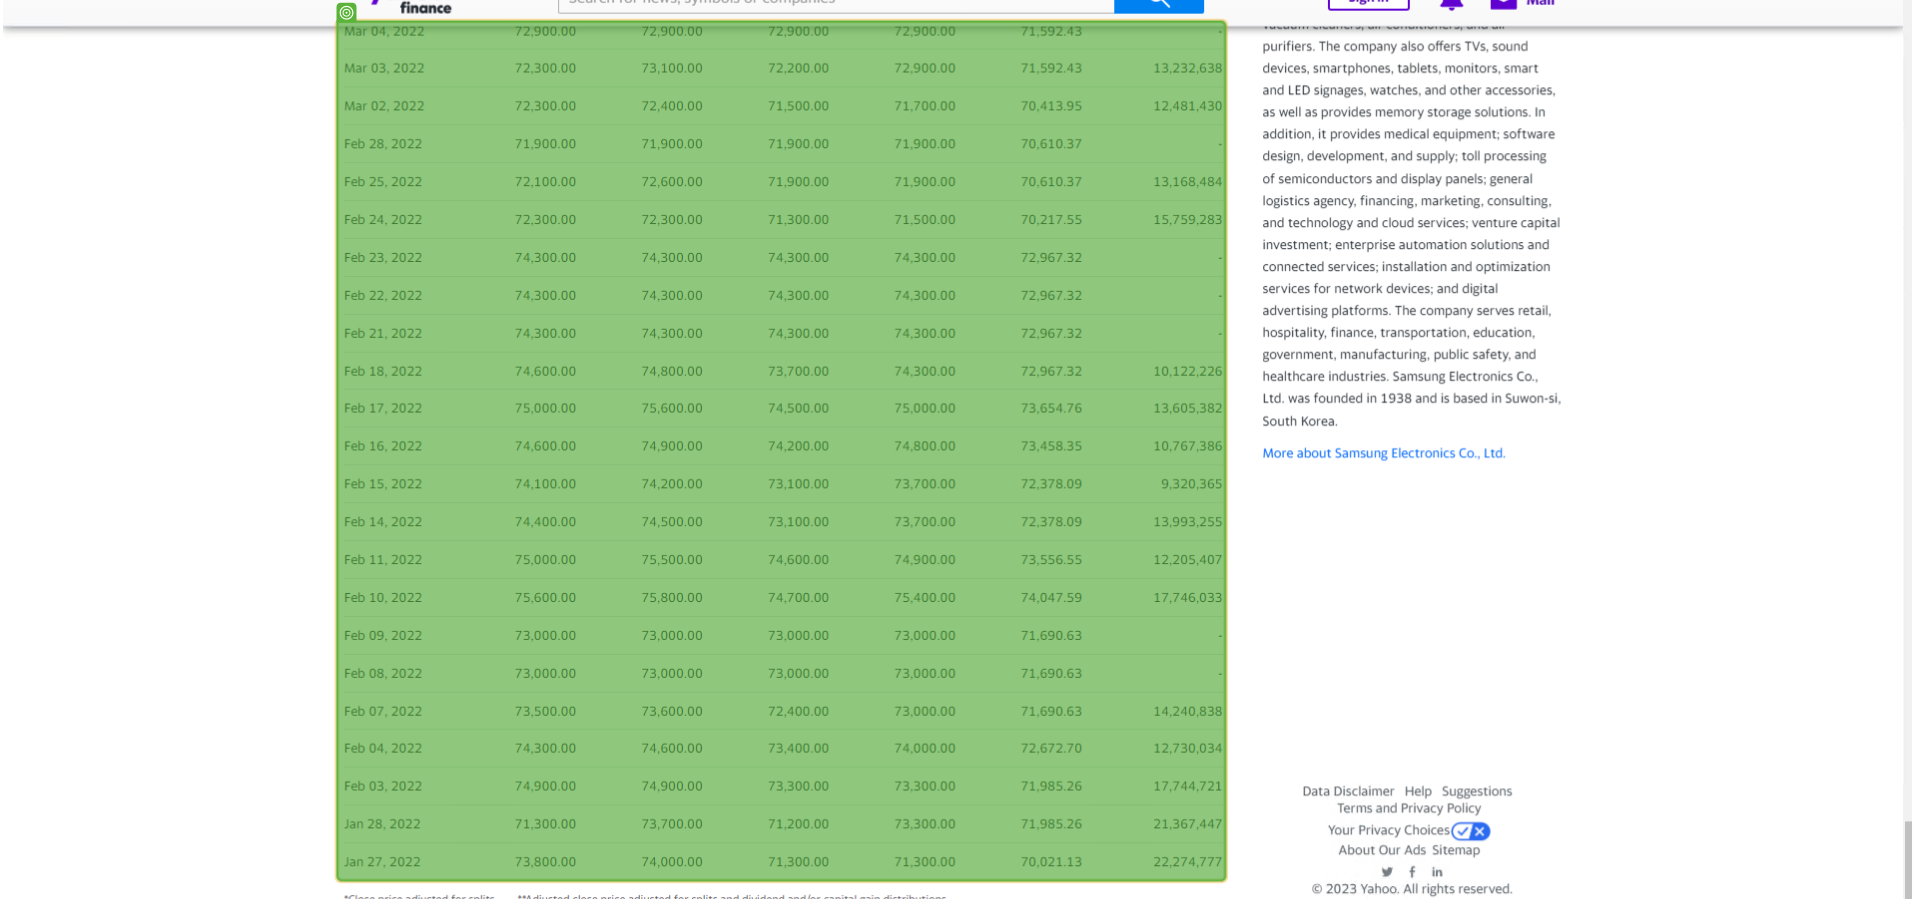 finance
Search for news, symbols or companies
Sign in
Mail
Mar 04, 2022 72,900.00 72,900.00 72,900.00 72,900.00 71,592.43 -
Mar 03, 2022 72,300.00 73,100.00 72,200.00 72,900.00 71,592.43 13,232,638
Mar 02, 2022 72,300.00 72,400.00 71,500.00 71,700.00 70,413.95 12,481,430
Feb 28, 2022 71,900.00 71,900.00 71,900.00 71,900.00 70,610.37 -
Feb 25, 2022 72,100.00 72,600.00 71,900.00 71,900.00 70,610.37 13,168,484
Feb 24, 2022 72,300.00 72,300.00 71,300.00 71,500.00 70,217.55 15,759,283
Feb 23, 2022 74,300.00 74,300.00 74,300.00 74,300.00 72,967.32 -
Feb 22, 2022 74,300.00 74,300.00 74,300.00 74,300.00 72,967.32 -
Feb 21, 2022 74,300.00 74,300.00 74,300.00 74,300.00 72,967.32 -
Feb 18, 2022 74,600.00 74,800.00 73,700.00 74,300.00 72,967.32 10,122,226
Feb 17, 2022 75,000.00 75,600.00 74,500.00 75,000.00 73,654.76 13,605,382
Feb 16, 2022 74,600.00 74,900.00 74,200.00 74,800.00 73,458.35 10,767,386
Feb 15, 2022 74,100.00 74,200.00 73,100.00 73,700.00 72,378.09 9,320,365
Feb 14, 2022 74,400.00 74,500.00 73,100.00 73,700.00 72,378.09 13,993,255
Feb 11, 2022 75,000.00 75,500.00 74,600.00 74,900.00 73,556.55 12,205,407
Feb 10, 2022 75,600.00 75,800.00 74,700.00 75,400.00 74,047.59 17,746,033
Feb 09, 2022 73,000.00 73,000.00 73,000.00 73,000.00 71,690.63 -
Feb 08, 2022 73,000.00 73,000.00 73,000.00 73,000.00 71,690.63 -
Feb 07, 2022 73,500.00 73,600.00 72,400.00 73,000.00 71,690.63 14,240,838
Feb 04, 2022 74,300.00 74,600.00 73,400.00 74,000.00 72,672.70 12,730,034
Feb 03, 2022 74,900.00 74,900.00 73,300.00 73,300.00 71,985.26 17,744,721
Jan 28, 2022 71,300.00 73,700.00 71,200.00 73,300.00 71,985.26 21,367,447
Jan 27, 2022 73,800.00 74,000.00 71,300.00 71,300.00 70,021.13 22,274,777
*Close price adjusted for splits. **Adjusted close price adjusted for splits and dividend and/or capital gain distributions.
vacuum cleaners, air conditioners, and air
purifiers. The company also offers TVs, sound
devices, smartphones, tablets, monitors, smart
and LED signages, watches, and other accessories,
as well as provides memory storage solutions. In
addition, it provides medical equipment; software
design, development, and supply; toll processing
of semiconductors and display panels; general
logistics agency, financing, marketing, consulting,
and technology and cloud services; venture capital
investment; enterprise automation solutions and
connected services; installation and optimization
services for network devices; and digital
advertising platforms. The company serves retail,
hospitality, finance, transportation, education,
government, manufacturing, public safety, and
healthcare industries. Samsung Electronics Co.,
Ltd. was founded in 1938 and is based in Suwon-si,
South Korea.
More about Samsung Electronics Co., Ltd.
Data Disclaimer Help Suggestions
Terms and Privacy Policy
Your Privacy Choices
About Our Ads Sitemap
© 2023 Yahoo. All rights reserved.